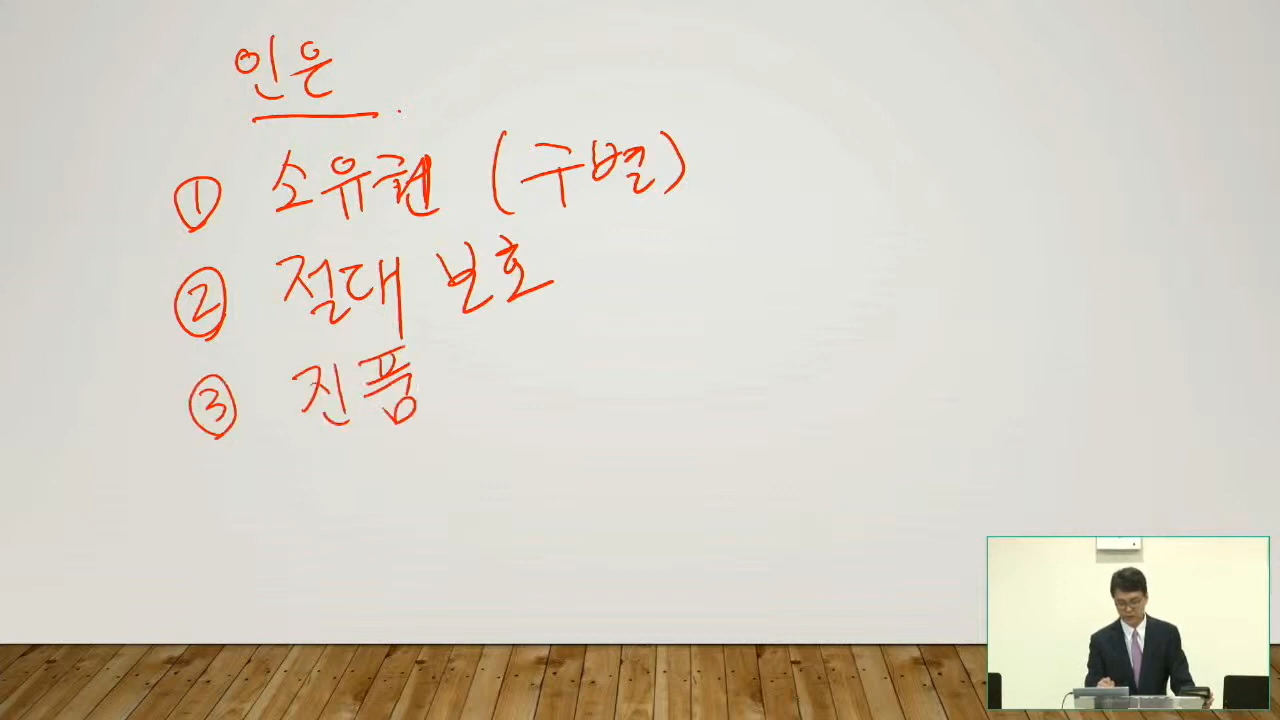 인은
① 소유권 (구별)
② 절대 보호
③ 진품